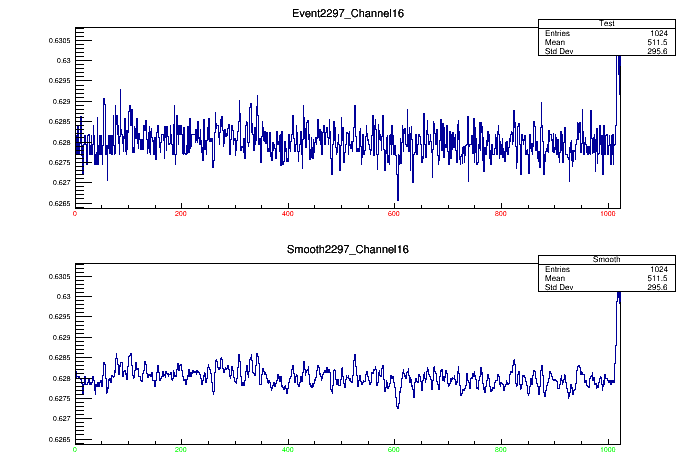 Event2297_Channel16
Test
Entries 1024
Mean 511.5
Std Dev 295.6
0.6305
0.63
0.6295
0.629
0.6285
0.628
0.6275
0.627
0.6265
0 200 400 600 800 1000
Smooth2297_Channel16
Smooth
Entries 1024
Mean 511.5
Std Dev 295.6
0.6305
0.63
0.629
0.6285
0.628
0.6275
0.627
0.6265
0 200 400 600 800 1000